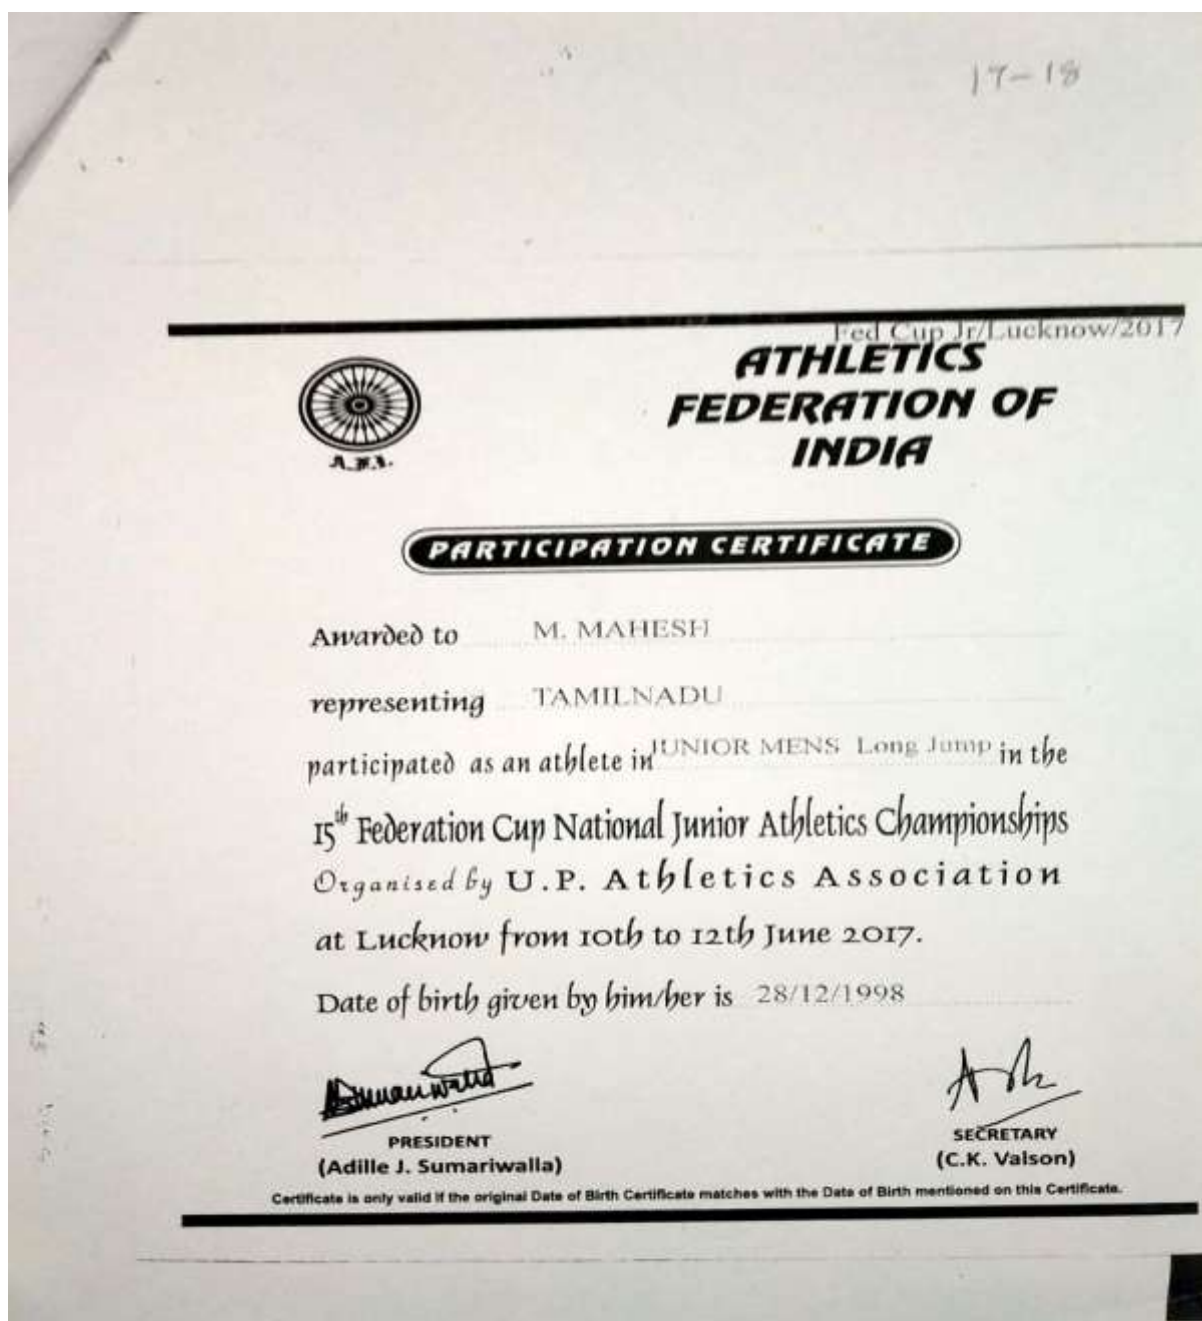 17-18
Fed Cup Jr/Lucknow/2017
ATHLETICS
FEDERATION OF
INDIA
A.F.I.
PARTICIPATION CERTIFICATE
Awarded to M. MAHESH
representing TAMILNADU
participated as an athlete in JUNIOR MENS Long Jump in the
15th Federation Cup National Junior Athletics Championships
Organised by U.P. Athletics Association
at Lucknow from 10th to 12th June 2017.
Date of birth given by him/her is 28/12/1998
PRESIDENT
(Adille J. Sumariwalla)
SECRETARY
(C.K. Valson)
Certificate is only valid if the original Date of Birth Certificate matches with the Date of Birth mentioned on this Certificate.